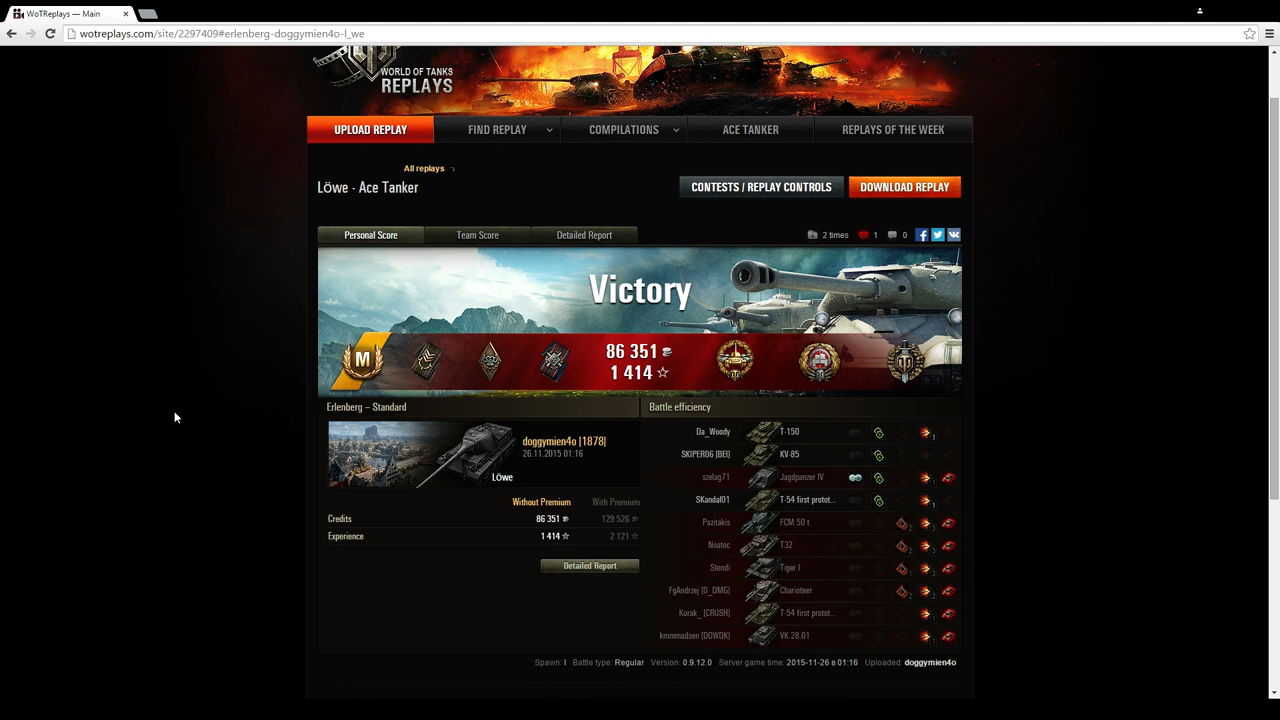 WoTReplays — Main
wotreplays.com/site/2297409#erlenberg-doggymien4o-l_we
WORLD OF TANKS
REPLAYS
UPLOAD REPLAY FIND REPLAY COMPILATIONS ACE TANKER REPLAYS OF THE WEEK
All replays
Löwe - Ace Tanker
CONTESTS / REPLAY CONTROLS DOWNLOAD REPLAY
Personal Score Team Score Detailed Report 2 times 1 0
Victory
M
86 351
1 414
Erlenberg – Standard
Battle efficiency
doggymien4o [1878]
26.11.2015 01:16
Löwe
Without Premium With Premium
Credits 86 351 129 526
Experience 1 414 2 121
Detailed Report
Da_Woody T-150 1
SKIPER06 [BEI] KV-85
szelag71 Jagdpanzer IV
SKandal01 T-54 first protot... 1
Pazitakis FCM 50 t
Noatoc T32
Stendi Tiger I
FgAndrzej [O_DMG] Charioteer
Kurak_ [CRUSH] T-54 first protot...
kmmmadsen [DOWDK] VK 28.01
Spawn: I Battle type: Regular Version: 0.9.12.0 Server game time: 2015-11-26 в 01:16 Uploaded: doggymien4o